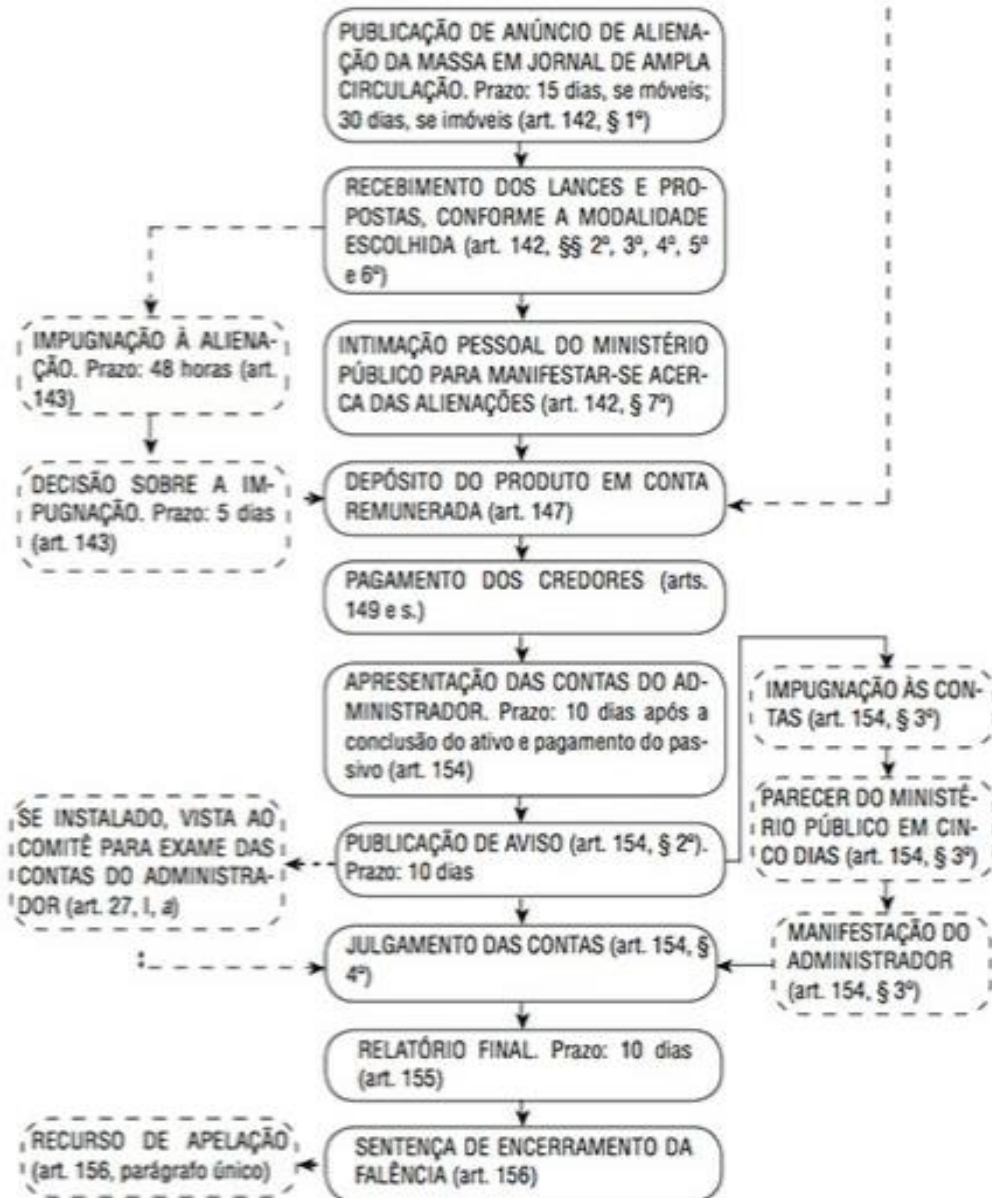 PUBLICAÇÃO DE ANÚNCIO DE ALIENA-
ÇÃO DA MASSA EM JORNAL DE AMPLA
CIRCULAÇÃO. Prazo: 15 dias, se móveis;
30 dias, se imóveis (art. 142, § 1º)
RECEBIMENTO DOS LANCES E PRO-
POSTAS, CONFORME A MODALIDADE
ESCOLHIDA (art. 142, §§ 2º, 3º, 4º, 5º
e 6º)
IMPUGNAÇÃO À ALIENA-
ÇÃO. Prazo: 48 horas (art.
143)
INTIMAÇÃO PESSOAL DO MINISTÉRIO
PÚBLICO PARA MANIFESTAR-SE ACER-
CA DAS ALIENAÇÕES (art. 142, § 7º)
DECISÃO SOBRE A IM-
PUGNAÇÃO. Prazo: 5 dias
(art. 143)
DEPÓSITO DO PRODUTO EM CONTA
REMUNERADA (art. 147)
PAGAMENTO DOS CREDORES (arts.
149 e s.)
APRESENTAÇÃO DAS CONTAS DO AD-
MINISTRADOR. Prazo: 10 dias após a
conclusão do ativo e pagamento do pas-
sivo (art. 154)
IMPUGNAÇÃO ÀS CON-
TAS (art. 154, § 3º)
PARECER DO MINISTÉ-
RIO PÚBLICO EM CIN-
CO DIAS (art. 154, § 3º)
SE INSTALADO, VISTA AO
COMITÊ PARA EXAME DAS
CONTAS DO ADMINISTRA-
DOR (art. 27, I, a)
PUBLICAÇÃO DE AVISO (art. 154, § 2º).
Prazo: 10 dias
MANIFESTAÇÃO DO
ADMINISTRADOR
(art. 154, § 3º)
JULGAMENTO DAS CONTAS (art. 154, §
4º)
RELATÓRIO FINAL. Prazo: 10 dias
(art. 155)
RECURSO DE APELAÇÃO
(art. 156, parágrafo único)
SENTENÇA DE ENCERRAMENTO DA
FALÊNCIA (art. 156)